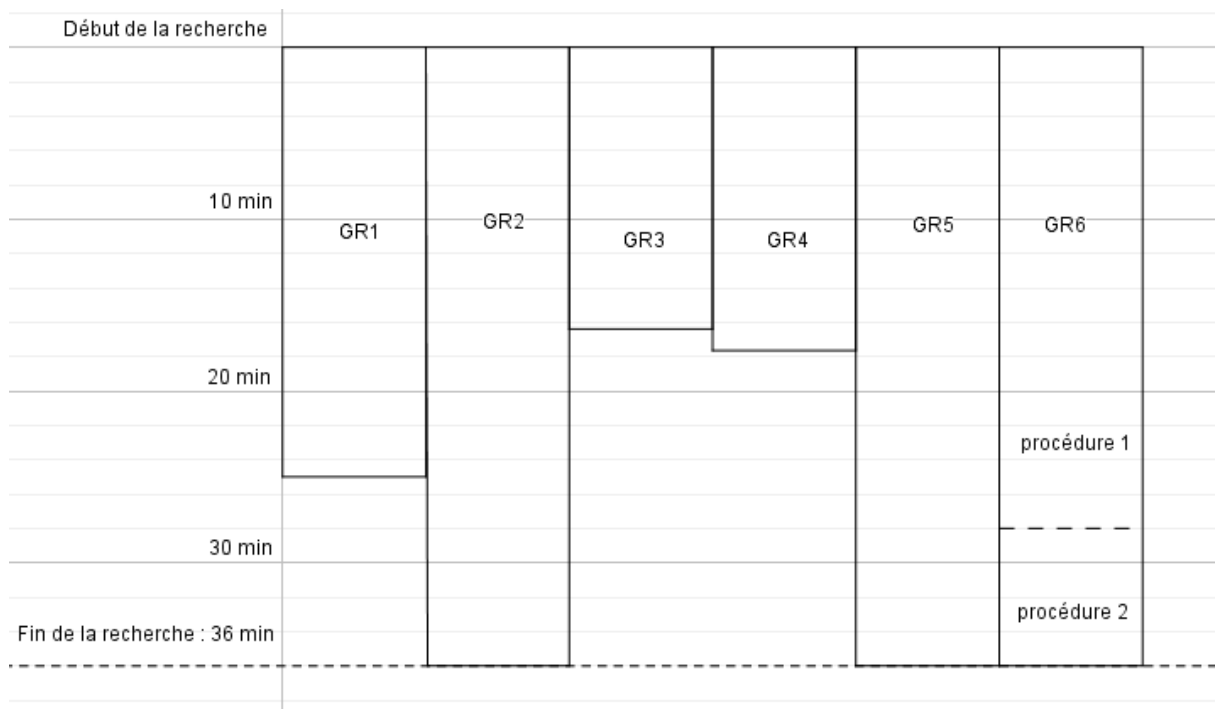 Début de la recherche
10 min
GR1
GR2
GR3
GR4
GR5
GR6
20 min
procédure 1
30 min
procédure 2
Fin de la recherche : 36 min